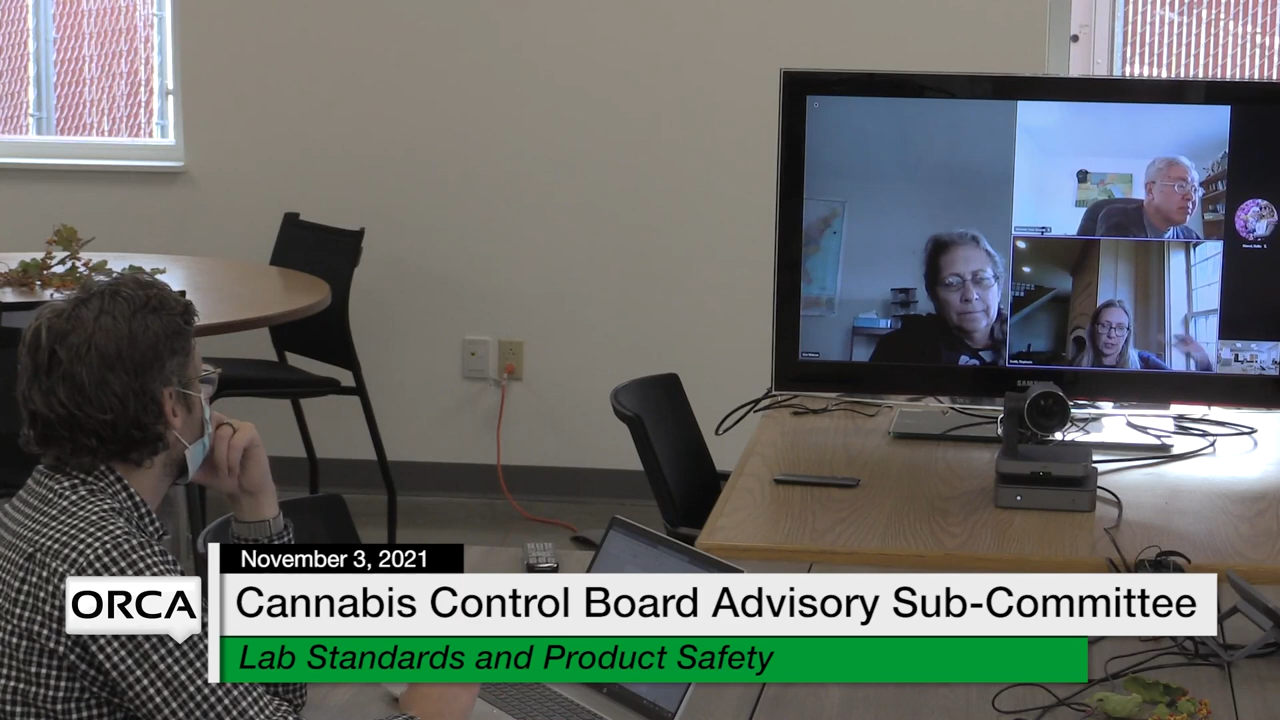 SAMSUNG
November 3, 2021
ORCA
Cannabis Control Board Advisory Sub-Committee
Lab Standards and Product Safety